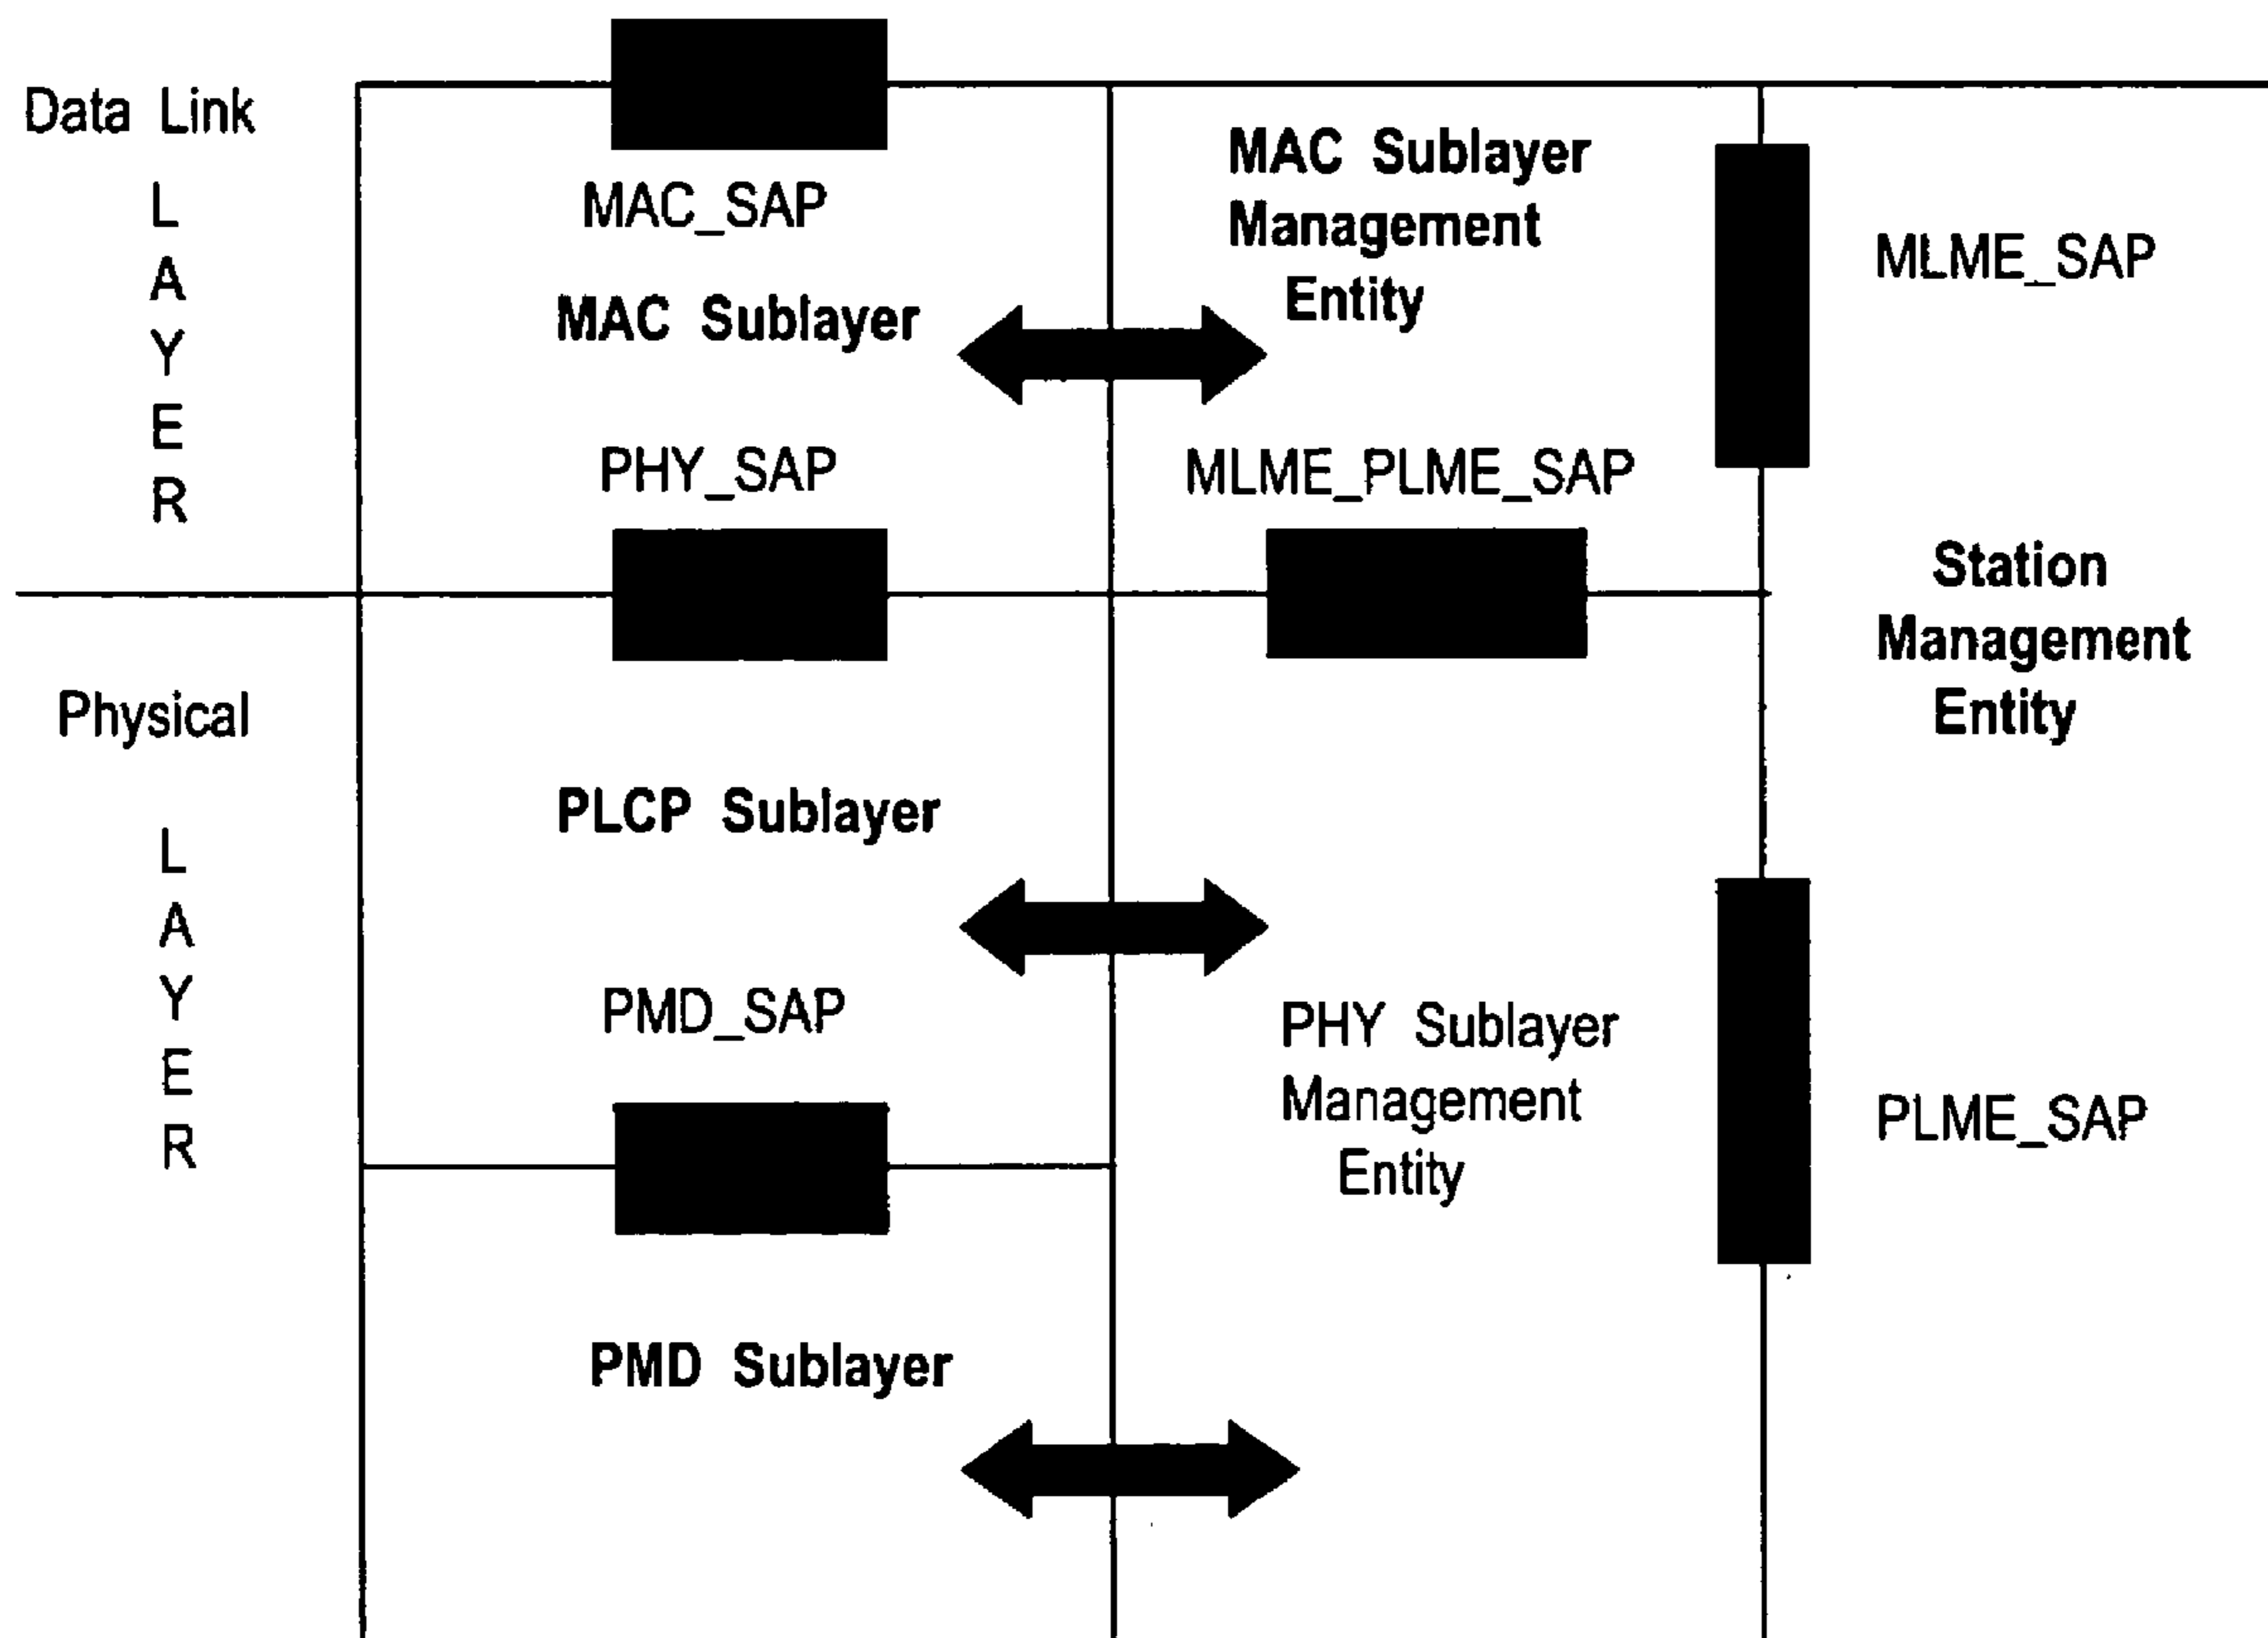 Data Link
L
A
Y
E
R
MAC_SAP
MAC Sublayer
PHY_SAP
MAC Sublayer
Management
Entity
MLME_PLME_SAP
MLME_SAP
Station
Management
Entity
Physical
L
A
Y
E
R
PLCP Sublayer
PMD_SAP
PMD Sublayer
PHY Sublayer
Management
Entity
PLME_SAP